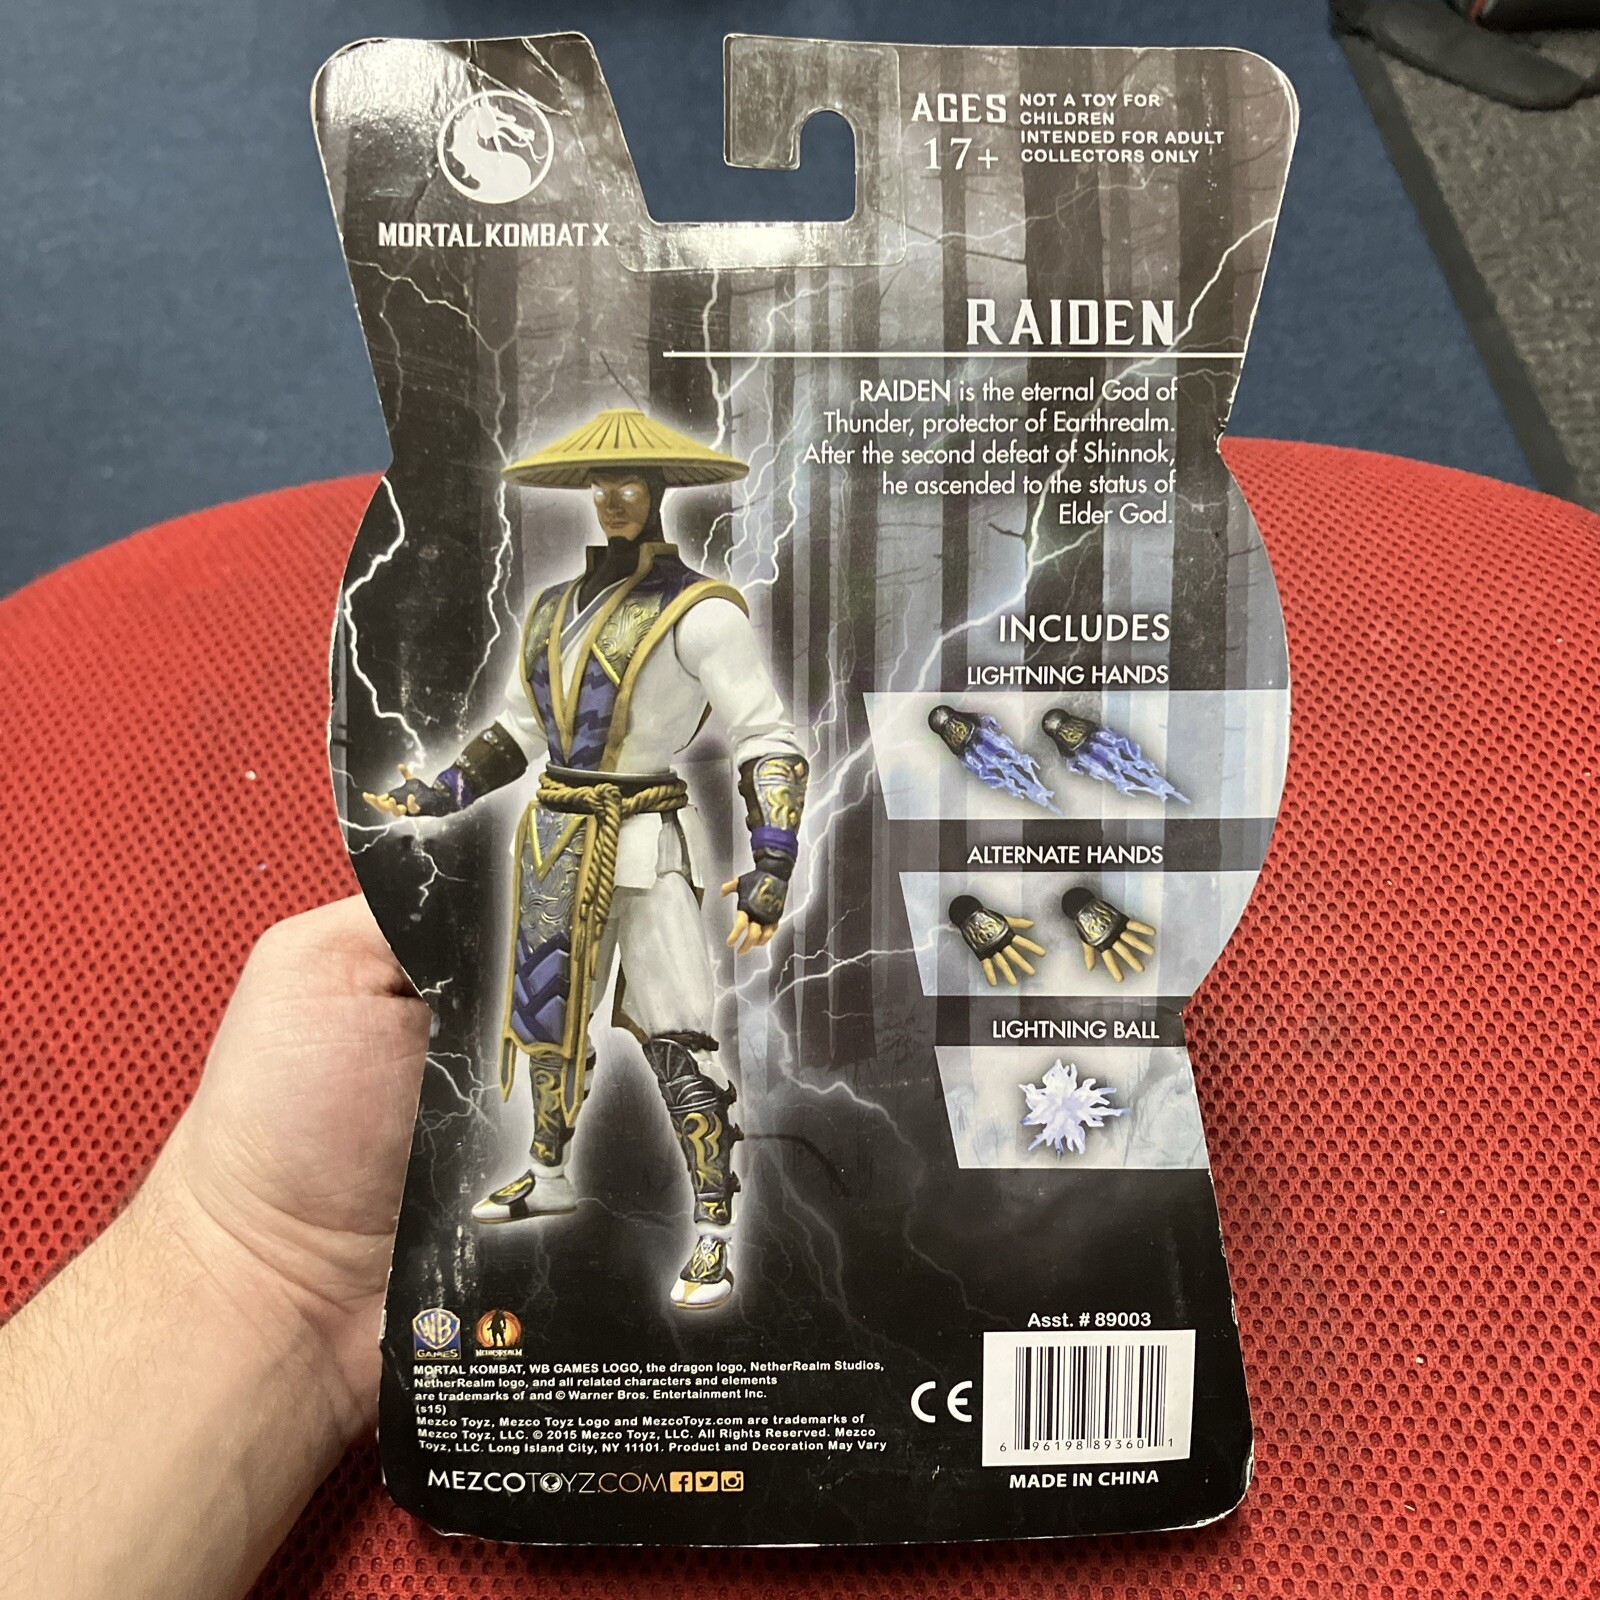 MORTAL KOMBAT X
AGES
17+
NOT A TOY FOR
CHILDREN
INTENDED FOR ADULT
COLLECTORS ONLY
RAIDEN
RAIDEN is the eternal God of
Thunder, protector of Earthrealm.
After the second defeat of Shinnok,
he ascended to the status of
Elder God.
INCLUDES
LIGHTNING HANDS
ALTERNATE HANDS
LIGHTNING BALL
WB
GAMES
NETHERREALM
MORTAL KOMBAT, WB GAMES LOGO, the dragon logo, NetherRealm Studios,
NetherRealm logo, and all related characters and elements
are trademarks of and © Warner Bros. Entertainment Inc.
(s15)
Mezco Toyz, Mezco Toyz Logo and MezcoToyz.com are trademarks of
Mezco Toyz, LLC. © 2015 Mezco Toyz, LLC. All Rights Reserved. Mezco
Toyz, LLC. Long Island City, NY 11101. Product and Decoration May Vary
MEZCOTOYZ.COM
Asst. # 89003
CE
6 96198 89360 1
MADE IN CHINA